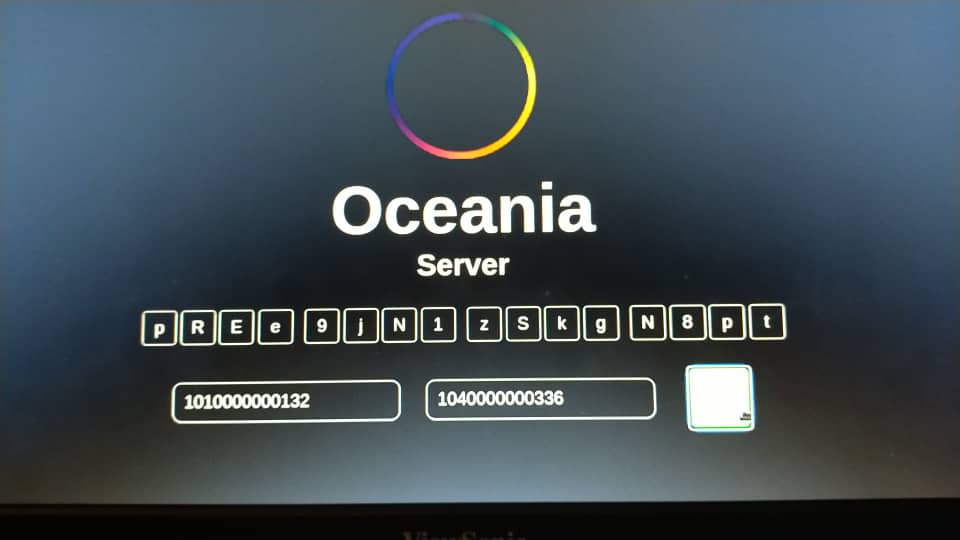 Oceania
Server
p R E e 9 j N 1 z S k g N 8 p t
1010000000132 1040000000336
ViewSonic